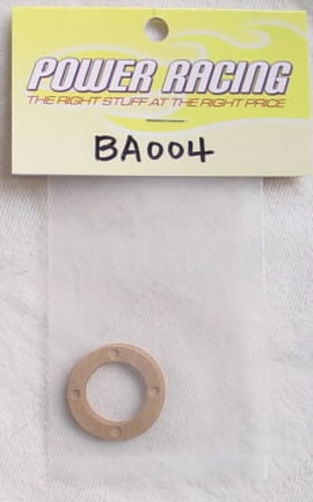 POWER RACING
THE RIGHT STUFF AT THE RIGHT PRICE
BA004